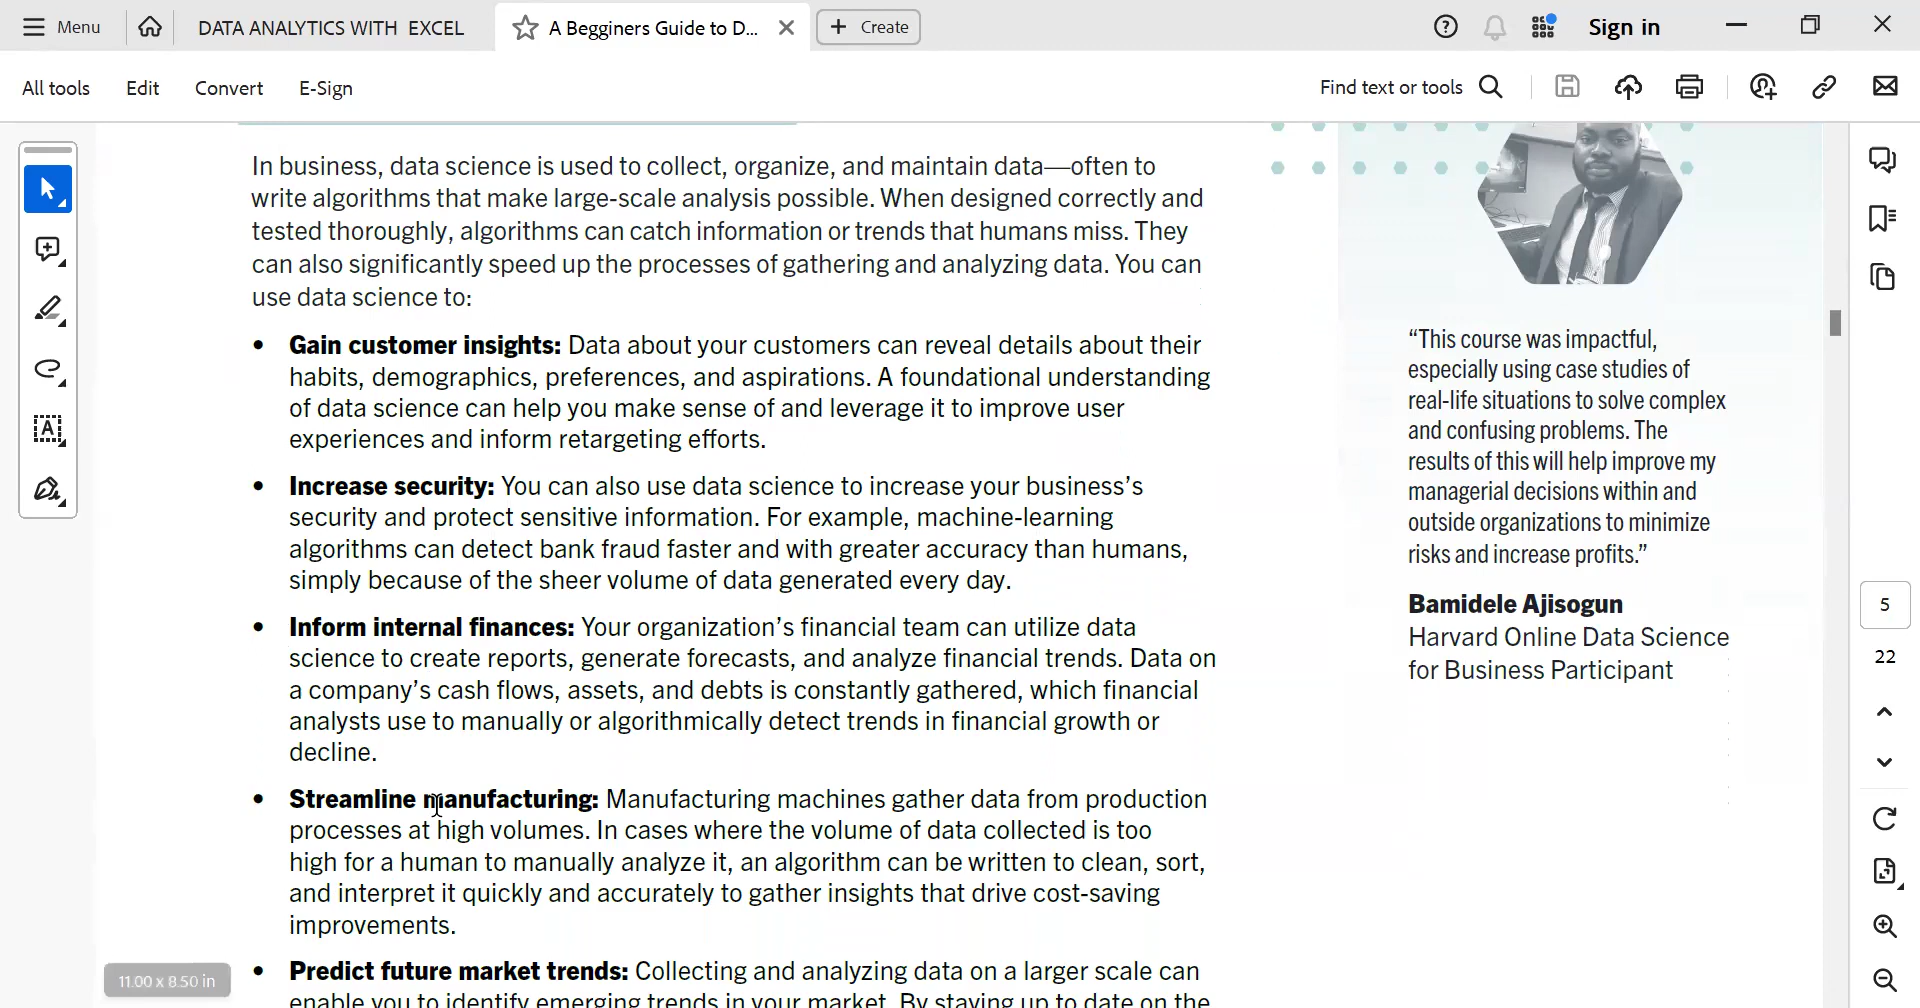 Menu
DATA ANALYTICS WITH EXCEL
A Begginers Guide to D...
Create
Sign in
All tools
Edit
Convert
E-Sign
Find text or tools
In business, data science is used to collect, organize, and maintain data—often to
write algorithms that make large-scale analysis possible. When designed correctly and
tested thoroughly, algorithms can catch information or trends that humans miss. They
can also significantly speed up the processes of gathering and analyzing data. You can
use data science to:
• Gain customer insights: Data about your customers can reveal details about their
habits, demographics, preferences, and aspirations. A foundational understanding
of data science can help you make sense of and leverage it to improve user
experiences and inform retargeting efforts.
• Increase security: You can also use data science to increase your business’s
security and protect sensitive information. For example, machine-learning
algorithms can detect bank fraud faster and with greater accuracy than humans,
simply because of the sheer volume of data generated every day.
• Inform internal finances: Your organization’s financial team can utilize data
science to create reports, generate forecasts, and analyze financial trends. Data on
a company’s cash flows, assets, and debts is constantly gathered, which financial
analysts use to manually or algorithmically detect trends in financial growth or
decline.
• Streamline manufacturing: Manufacturing machines gather data from production
processes at high volumes. In cases where the volume of data collected is too
high for a human to manually analyze it, an algorithm can be written to clean, sort,
and interpret it quickly and accurately to gather insights that drive cost-saving
improvements.
• Predict future market trends: Collecting and analyzing data on a larger scale can
enable you to identify emerging trends in your market. By staying up to date on the
“This course was impactful,
especially using case studies of
real-life situations to solve complex
and confusing problems. The
results of this will help improve my
managerial decisions within and
outside organizations to minimize
risks and increase profits.”
Bamidele Ajisogun
Harvard Online Data Science
for Business Participant
5
22
11.00 x 8.50 in